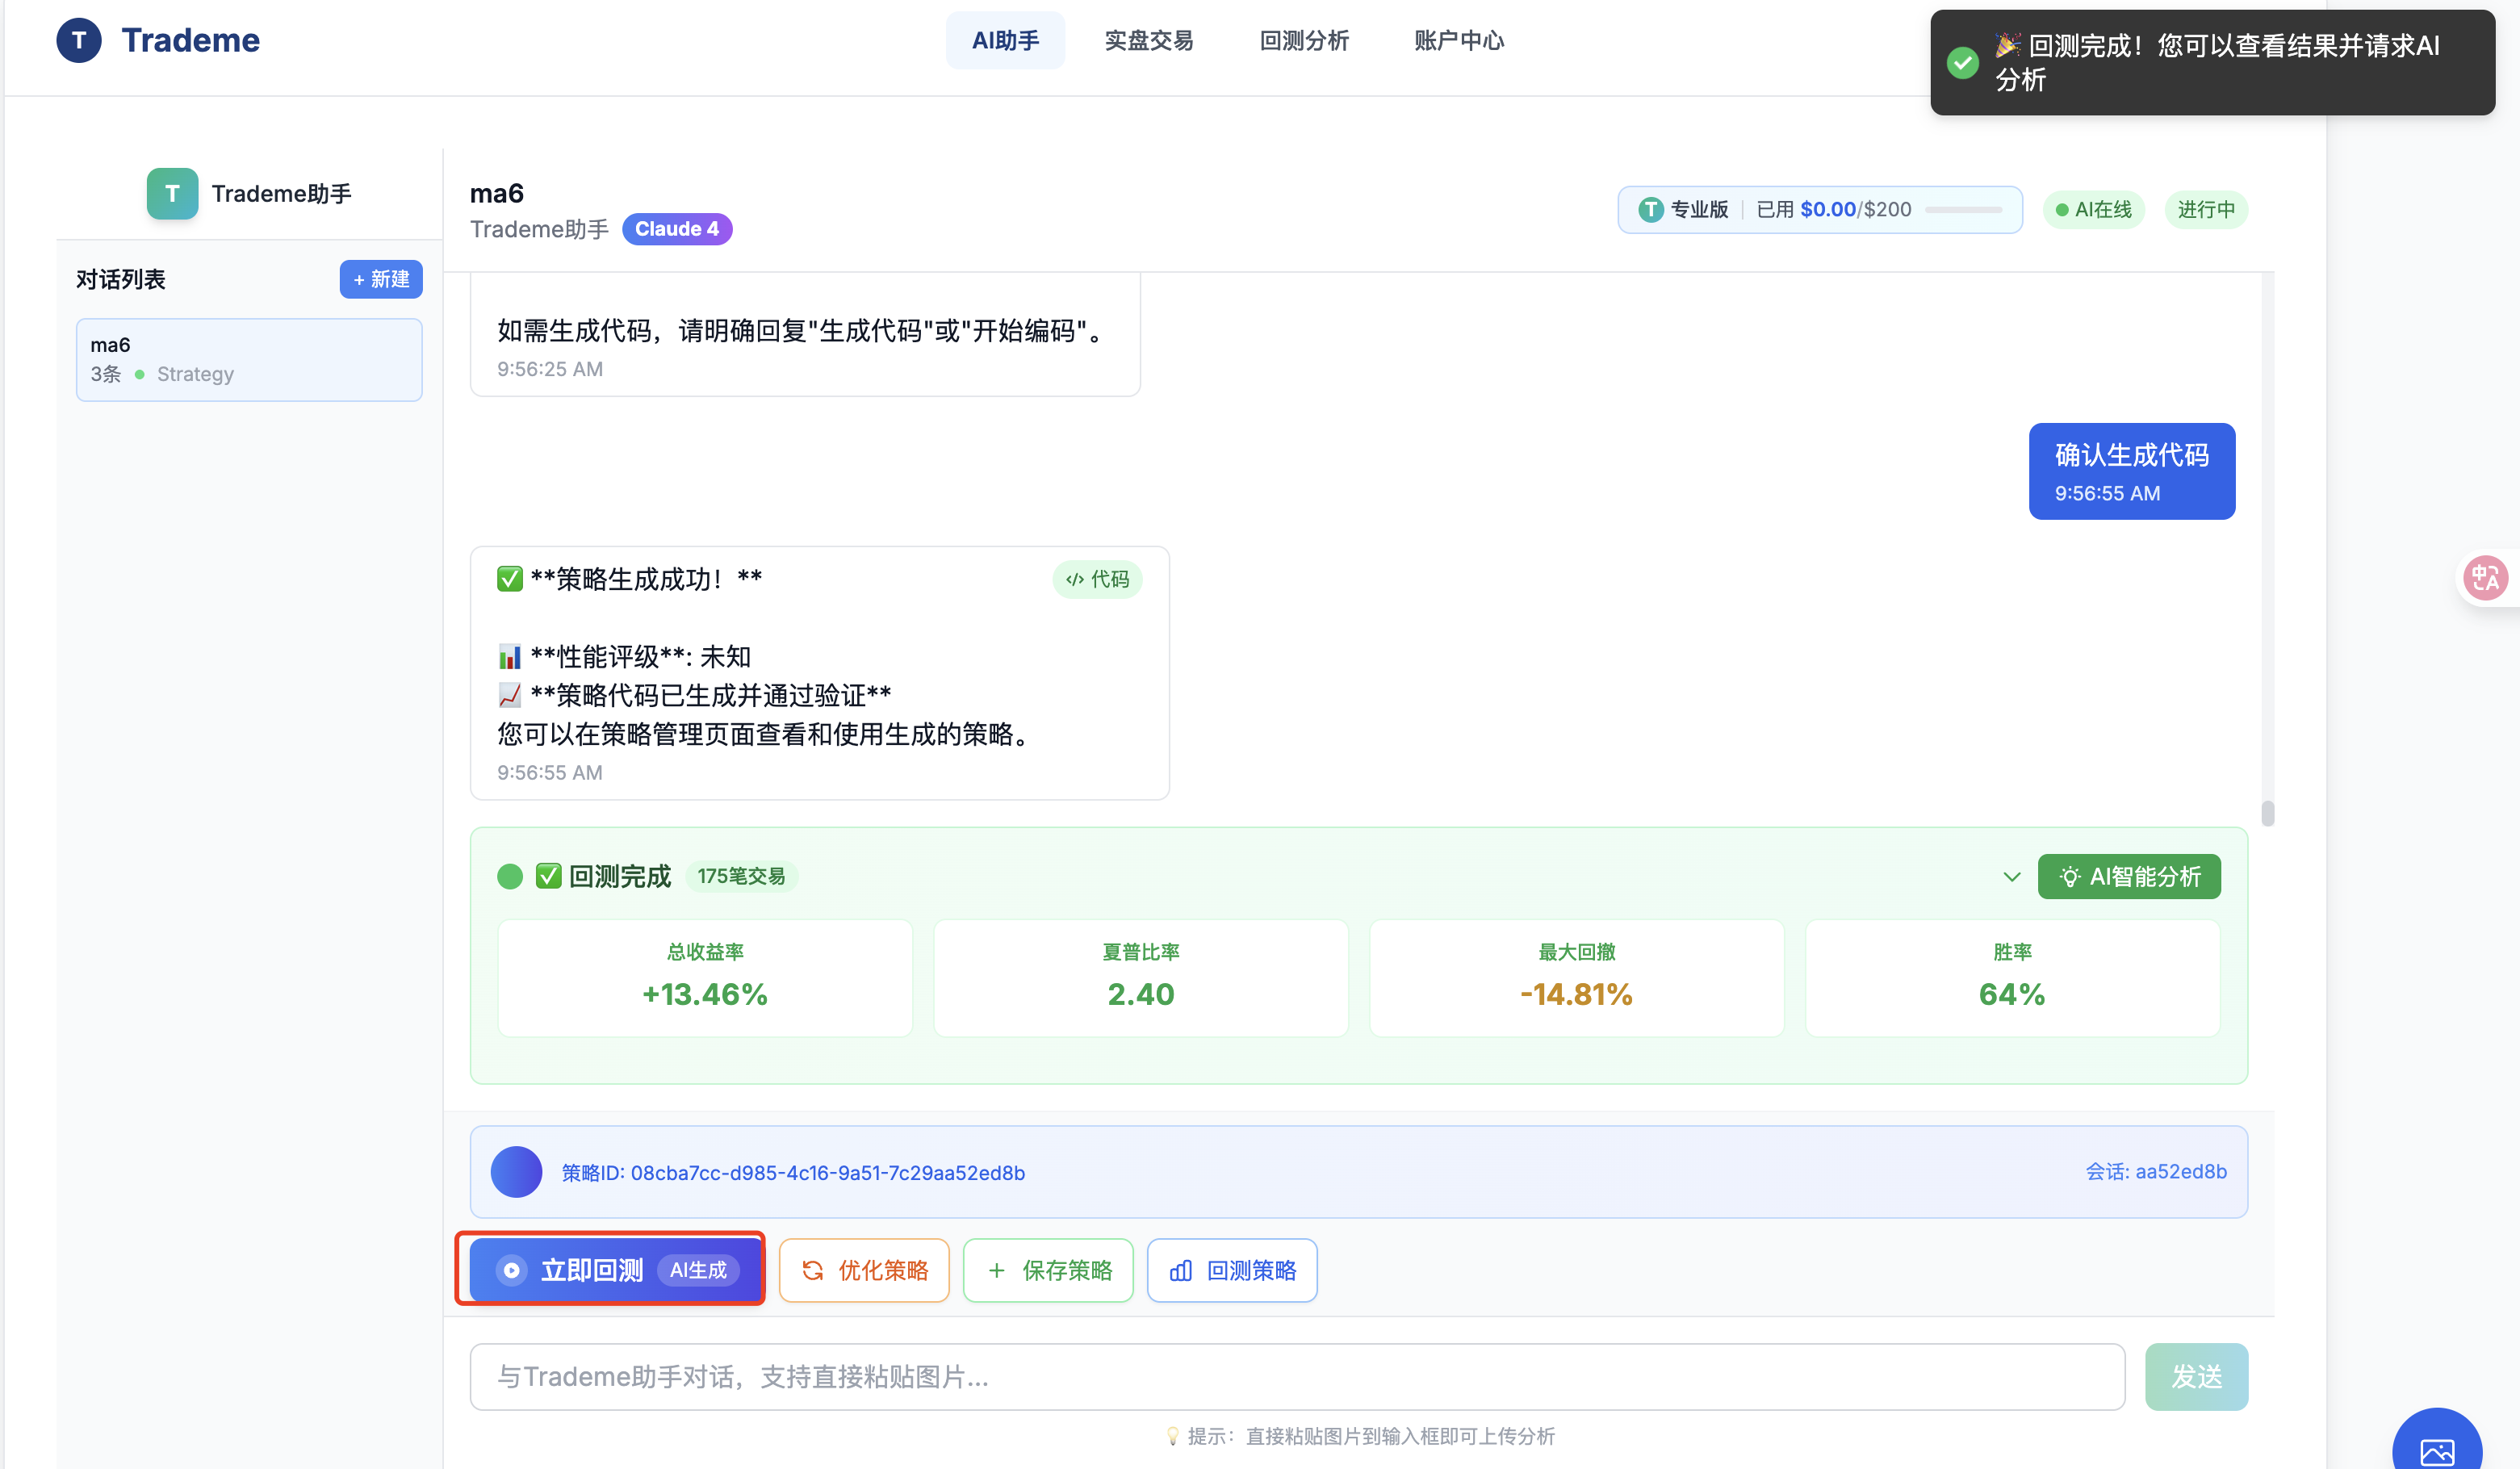 T Trademe
AI助手 实盘交易 回测分析 账户中心
🎉 回测完成！您可以查看结果并请求AI
分析
T Trademe助手
对话列表
+ 新建
ma6
3条 Strategy
ma6
Trademe助手 Claude 4
T 专业版 已用 $0.00/$200
AI在线
进行中
如需生成代码，请明确回复"生成代码"或"开始编码"。
9:56:25 AM
确认生成代码
9:56:55 AM
✅ **策略生成成功！**
</> 代码
📊 **性能评级**: 未知
📈 **策略代码已生成并通过验证**
您可以在策略管理页面查看和使用生成的策略。
9:56:55 AM
✅ 回测完成 175笔交易
AI智能分析
总收益率
+13.46%
夏普比率
2.40
最大回撤
-14.81%
胜率
64%
策略ID: 08cba7cc-d985-4c16-9a51-7c29aa52ed8b
会话: aa52ed8b
立即回测 AI生成
优化策略
+ 保存策略
回测策略
与Trademe助手对话，支持直接粘贴图片...
发送
💡 提示：直接粘贴图片到输入框即可上传分析
中A